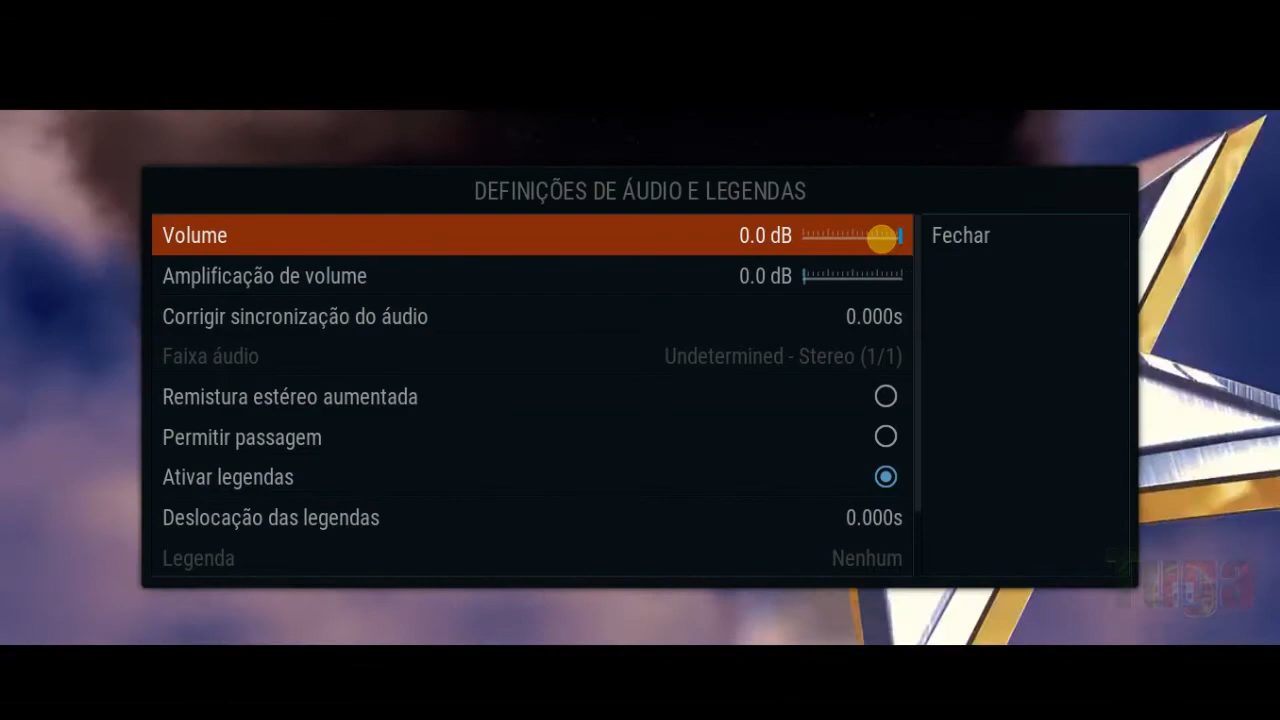 DEFINIÇÕES DE ÁUDIO E LEGENDAS
Volume 0.0 dB Fechar
Amplificação de volume 0.0 dB
Corrigir sincronização do áudio 0.000s
Faixa áudio Undetermined - Stereo (1/1)
Remistura estéreo aumentada
Permitir passagem
Ativar legendas
Deslocação das legendas 0.000s
Legenda Nenhum
Tuga